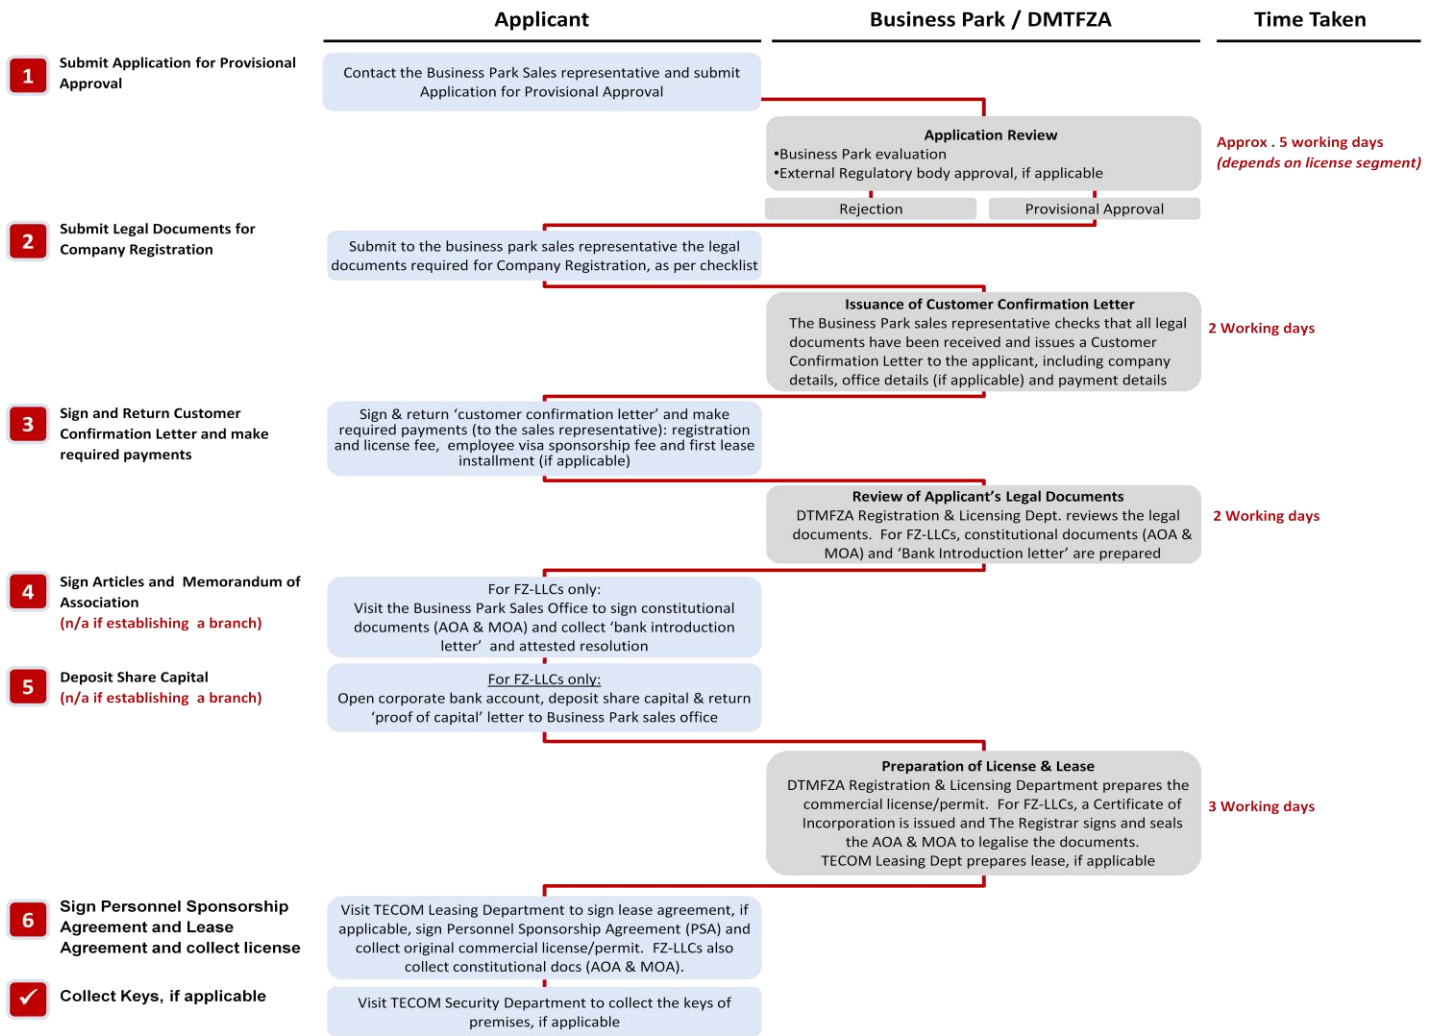 Applicant
Business Park / DMTFZA
Time Taken
1
Submit Application for Provisional
Approval
Contact the Business Park Sales representative and submit
Application for Provisional Approval
Application Review
•Business Park evaluation
•External Regulatory body approval, if applicable
Approx . 5 working days
(depends on license segment)
Rejection
Provisional Approval
2
Submit Legal Documents for
Company Registration
Submit to the business park sales representative the legal
documents required for Company Registration, as per checklist
Issuance of Customer Confirmation Letter
The Business Park sales representative checks that all legal
documents have been received and issues a Customer
Confirmation Letter to the applicant, including company
details, office details (if applicable) and payment details
2 Working days
3
Sign and Return Customer
Confirmation Letter and make
required payments
Sign & return ‘customer confirmation letter’ and make
required payments (to the sales representative): registration
and license fee, employee visa sponsorship fee and first lease
installment (if applicable)
Review of Applicant’s Legal Documents
DTMFZA Registration & Licensing Dept. reviews the legal
documents. For FZ-LLCs, constitutional documents (AOA &
MOA) and ‘Bank Introduction letter’ are prepared
2 Working days
4
Sign Articles and Memorandum of
Association
(n/a if establishing a branch)
For FZ-LLCs only:
Visit the Business Park Sales Office to sign constitutional
documents (AOA & MOA) and collect ‘bank introduction
letter’ and attested resolution
5
Deposit Share Capital
(n/a if establishing a branch)
For FZ-LLCs only:
Open corporate bank account, deposit share capital & return
‘proof of capital’ letter to Business Park sales office
Preparation of License & Lease
DTMFZA Registration & Licensing Department prepares the
commercial license/permit. For FZ-LLCs, a Certificate of
Incorporation is issued and The Registrar signs and seals
the AOA & MOA to legalise the documents.
TECOM Leasing Dept prepares lease, if applicable
3 Working days
6
Sign Personnel Sponsorship
Agreement and Lease
Agreement and collect license
Visit TECOM Leasing Department to sign lease agreement, if
applicable, sign Personnel Sponsorship Agreement (PSA) and
collect original commercial license/permit. FZ-LLCs also
collect constitutional docs (AOA & MOA).
✓
Collect Keys, if applicable
Visit TECOM Security Department to collect the keys of
premises, if applicable